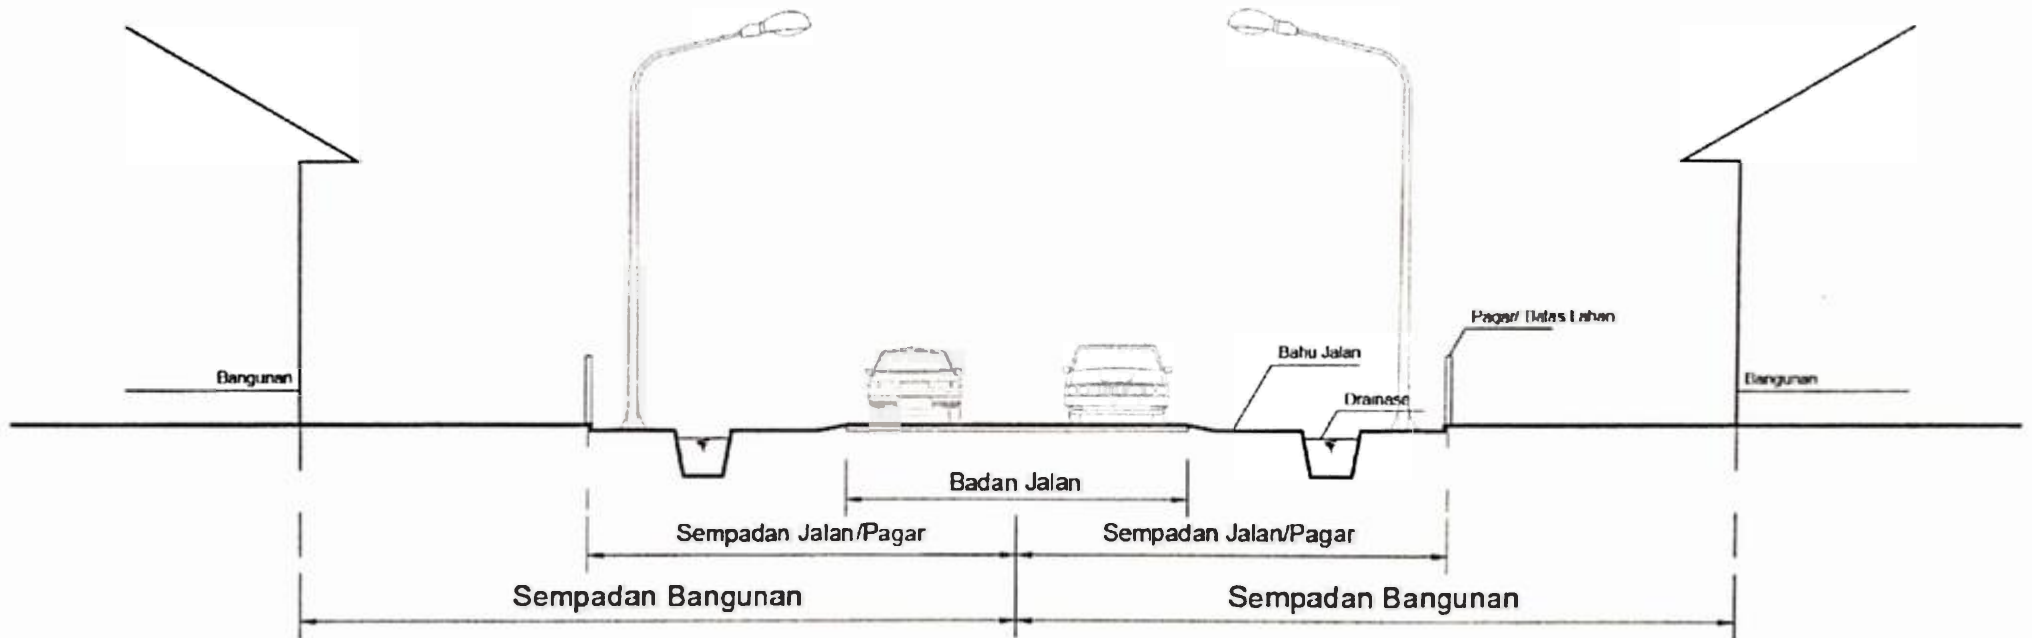 Pagar/ Batas Lahan
Bahu Jalan
Bangunan
Bangunan
Drainase
Badan Jalan
Sempadan Jalan/Pagar
Sempadan Jalan/Pagar
Sempadan Bangunan
Sempadan Bangunan